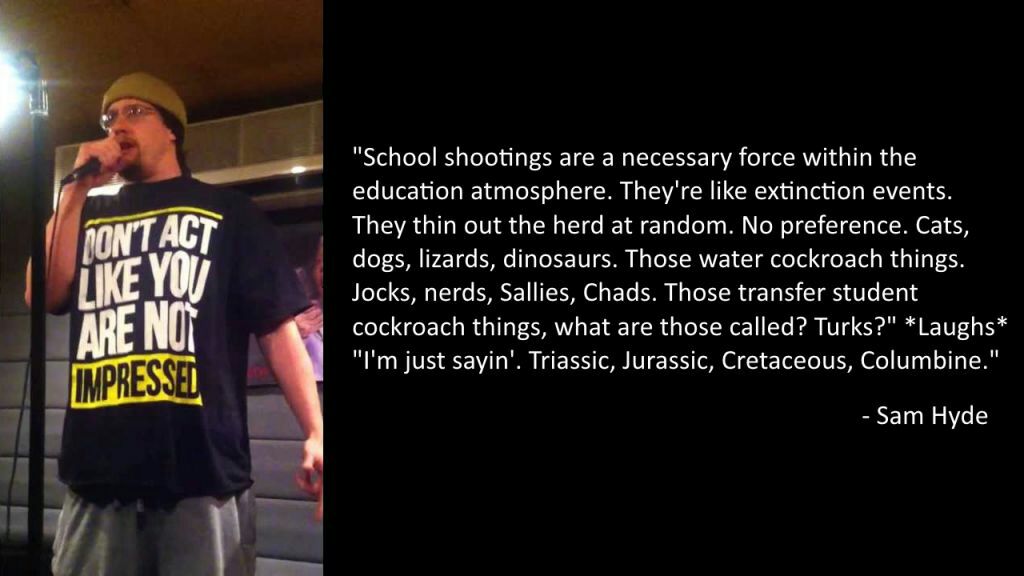 DON'T ACT
LIKE YOU
ARE NOT
IMPRESSED
"School shootings are a necessary force within the
education atmosphere. They're like extinction events.
They thin out the herd at random. No preference. Cats,
dogs, lizards, dinosaurs. Those water cockroach things.
Jocks, nerds, Sallies, Chads. Those transfer student
cockroach things, what are those called? Turks?" *Laughs*
"I'm just sayin'. Triassic, Jurassic, Cretaceous, Columbine."
- Sam Hyde